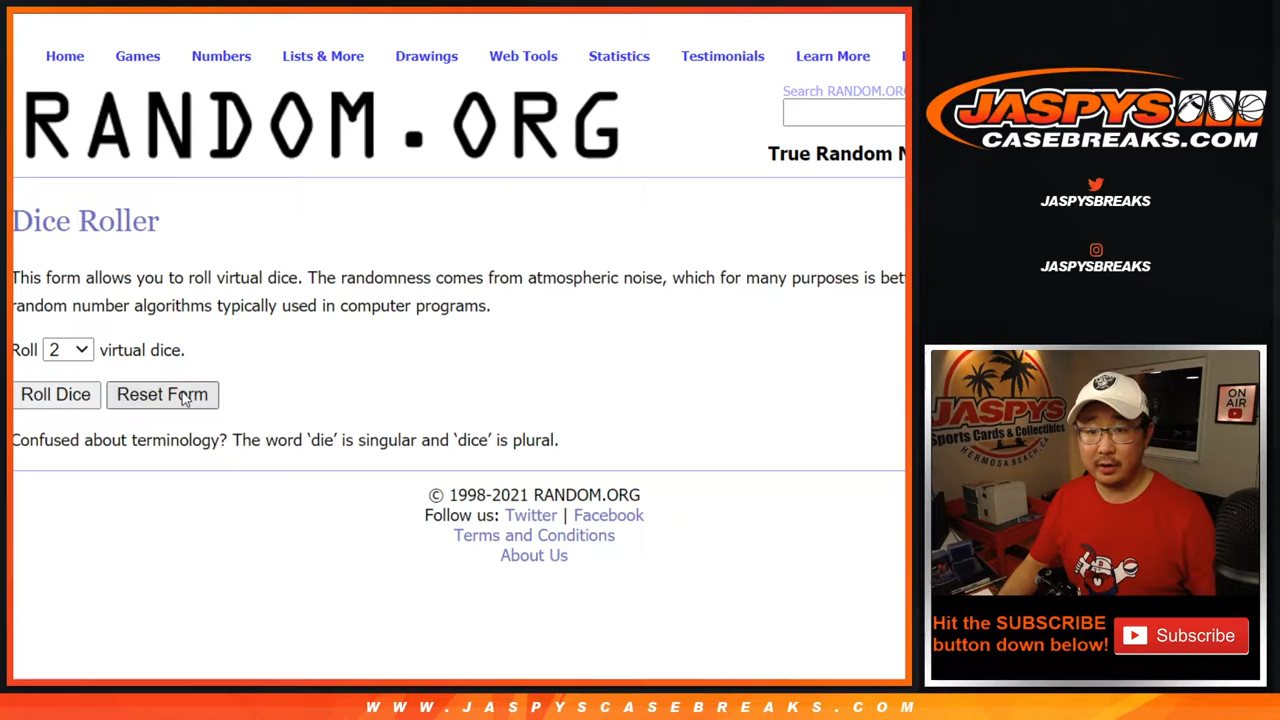 Home Games Numbers Lists & More Drawings Web Tools Statistics Testimonials Learn More
RANDOM.ORG
Search RANDOM.ORG
True Random N
Dice Roller
This form allows you to roll virtual dice. The randomness comes from atmospheric noise, which for many purposes is bet
random number algorithms typically used in computer programs.
Roll 2 virtual dice.
Roll Dice Reset Form
Confused about terminology? The word ‘die’ is singular and ‘dice’ is plural.
© 1998-2021 RANDOM.ORG
Follow us: Twitter | Facebook
Terms and Conditions
About Us
JASPYS
CASEBREAKS.COM
JASPYSBREAKS
JASPYSBREAKS
JASPYS
Sports Cards & Collectibles
HERMOSA BEACH, CA
ON
AIR
Hit the SUBSCRIBE
button down below!
Subscribe
WWW.JASPYSCASEBREAKS.COM